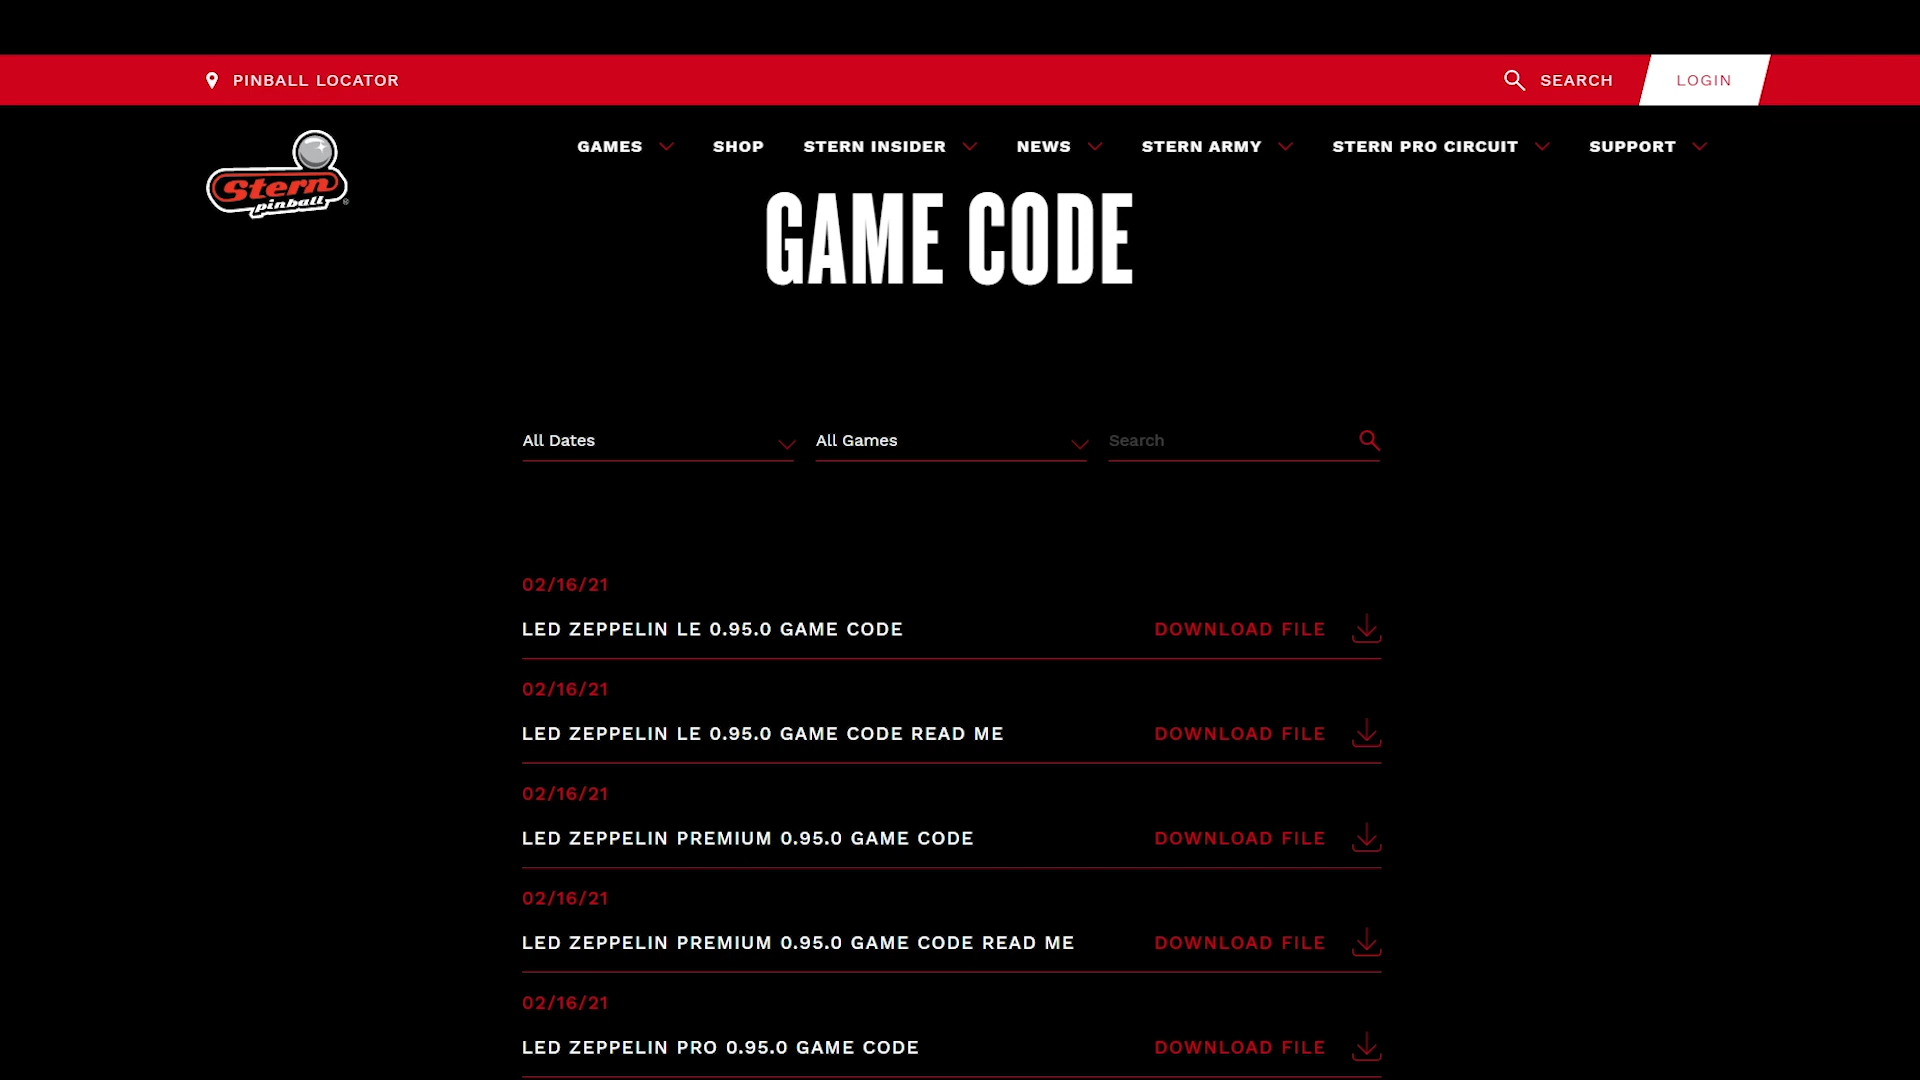 PINBALL LOCATOR
SEARCH
LOGIN
Stern
pinball®
GAMES
SHOP
STERN INSIDER
NEWS
STERN ARMY
STERN PRO CIRCUIT
SUPPORT
GAME CODE
All Dates
All Games
Search
02/16/21
LED ZEPPELIN LE 0.95.0 GAME CODE
DOWNLOAD FILE
02/16/21
LED ZEPPELIN LE 0.95.0 GAME CODE READ ME
DOWNLOAD FILE
02/16/21
LED ZEPPELIN PREMIUM 0.95.0 GAME CODE
DOWNLOAD FILE
02/16/21
LED ZEPPELIN PREMIUM 0.95.0 GAME CODE READ ME
DOWNLOAD FILE
02/16/21
LED ZEPPELIN PRO 0.95.0 GAME CODE
DOWNLOAD FILE